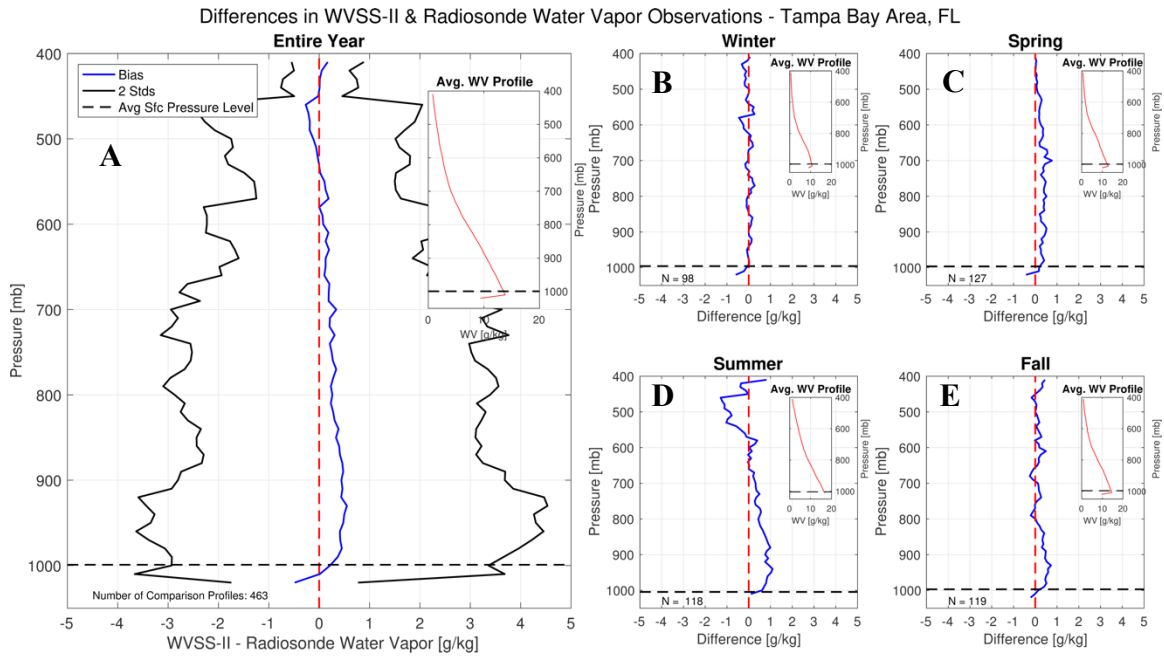 Differences in WVSS-II & Radiosonde Water Vapor Observations - Tampa Bay Area, FL
Entire Year
A
Bias
2 Stds
Avg Sfc Pressure Level
Avg. WV Profile
400
500
600
700
800
900
1000
Pressure [mb]
0 10 20
WV [g/kg]
400
500
600
700
800
900
1000
Pressure [mb]
Number of Comparison Profiles: 463
-5 -4 -3 -2 -1 0 1 2 3 4 5
WVSS-II - Radiosonde Water Vapor [g/kg]
Winter
B
Avg. WV Profile
400
600
800
1000
Pressure [mb]
0 10 20
WV [g/kg]
400
500
600
700
800
900
1000
Pressure [mb]
N = 98
-5 -4 -3 -2 -1 0 1 2 3 4 5
Difference [g/kg]
Spring
C
Avg. WV Profile
400
600
800
1000
Pressure [mb]
0 10 20
WV [g/kg]
400
500
600
700
800
900
1000
Pressure [mb]
N = 127
-5 -4 -3 -2 -1 0 1 2 3 4 5
Difference [g/kg]
Summer
D
Avg. WV Profile
400
600
800
1000
Pressure [mb]
0 10 20
WV [g/kg]
400
500
600
700
800
900
1000
Pressure [mb]
N = 118
-5 -4 -3 -2 -1 0 1 2 3 4 5
Difference [g/kg]
Fall
E
Avg. WV Profile
400
600
800
1000
Pressure [mb]
0 10 20
WV [g/kg]
400
500
600
700
800
900
1000
Pressure [mb]
N = 119
-5 -4 -3 -2 -1 0 1 2 3 4 5
Difference [g/kg]